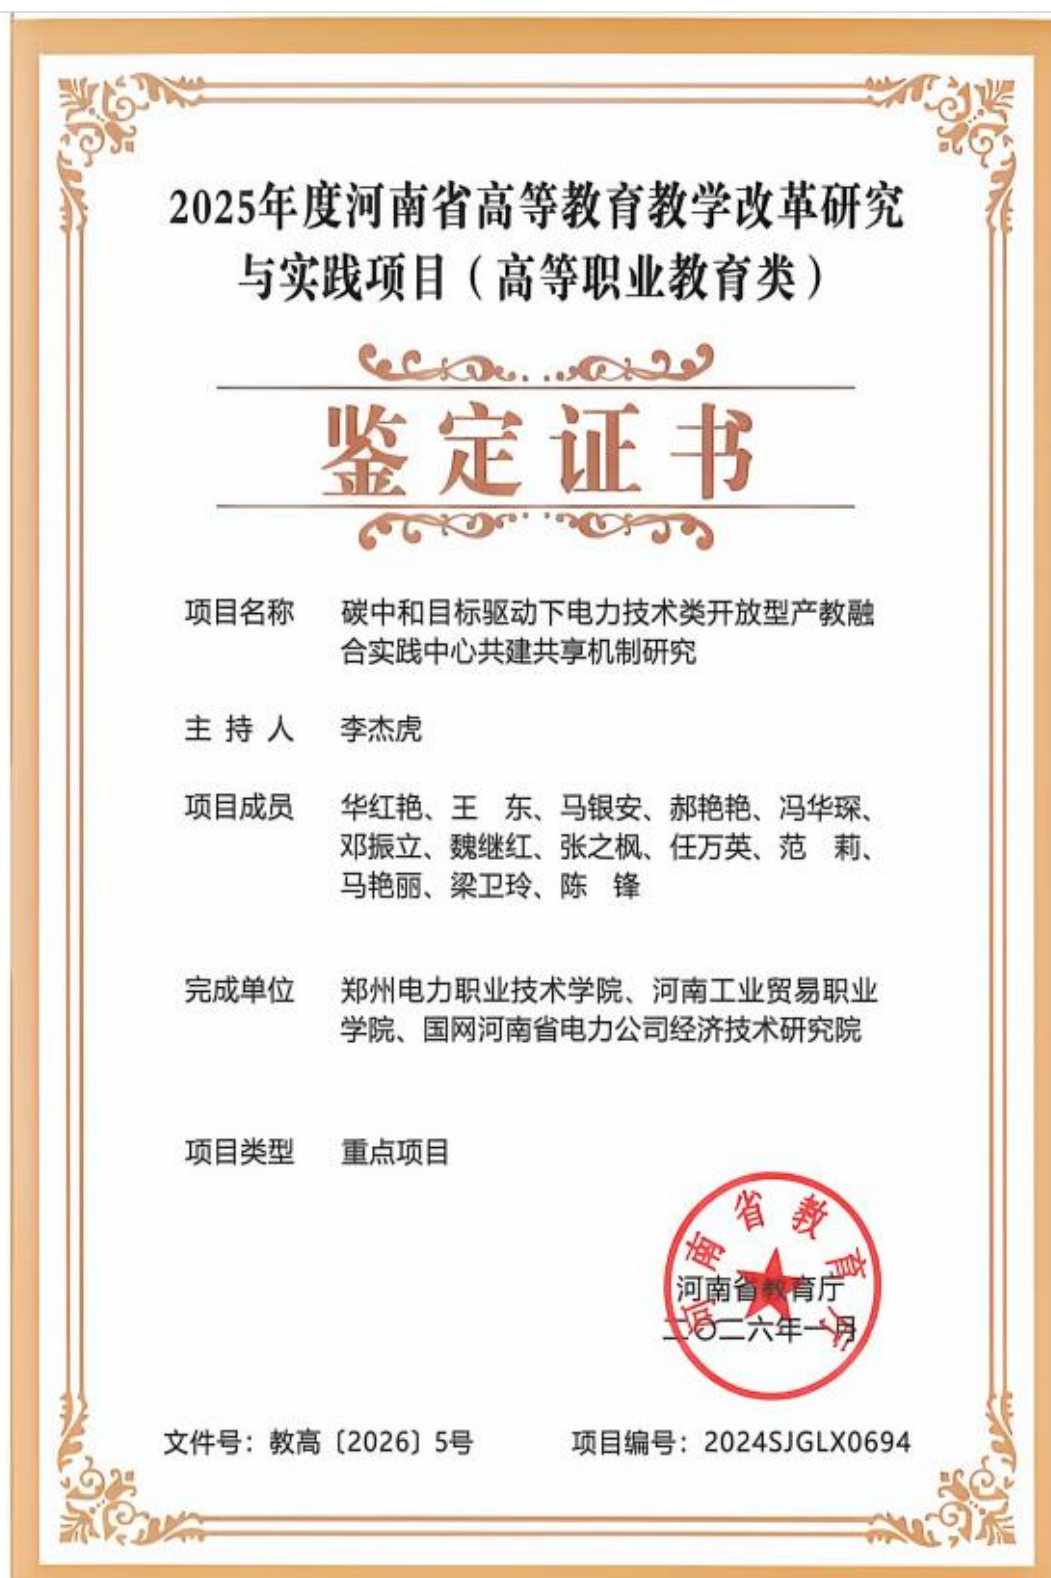 2025年度河南省高等教育教学改革研究
与实践项目（高等职业教育类）
鉴定证书
项目名称 碳中和目标驱动下电力技术类开放型产教融
合实践中心共建共享机制研究
主 持 人 李杰虎
项目成员 华红艳、王　东、马银安、郝艳艳、冯华琛、
邓振立、魏继红、张之枫、任万英、范　莉、
马艳丽、梁卫玲、陈　锋
完成单位 郑州电力职业技术学院、河南工业贸易职业
学院、国网河南省电力公司经济技术研究院
项目类型 重点项目
河南省教育厅
河南省教育厅
二〇二六年一月
文件号：教高〔2026〕5号 项目编号：2024SJGLX0694